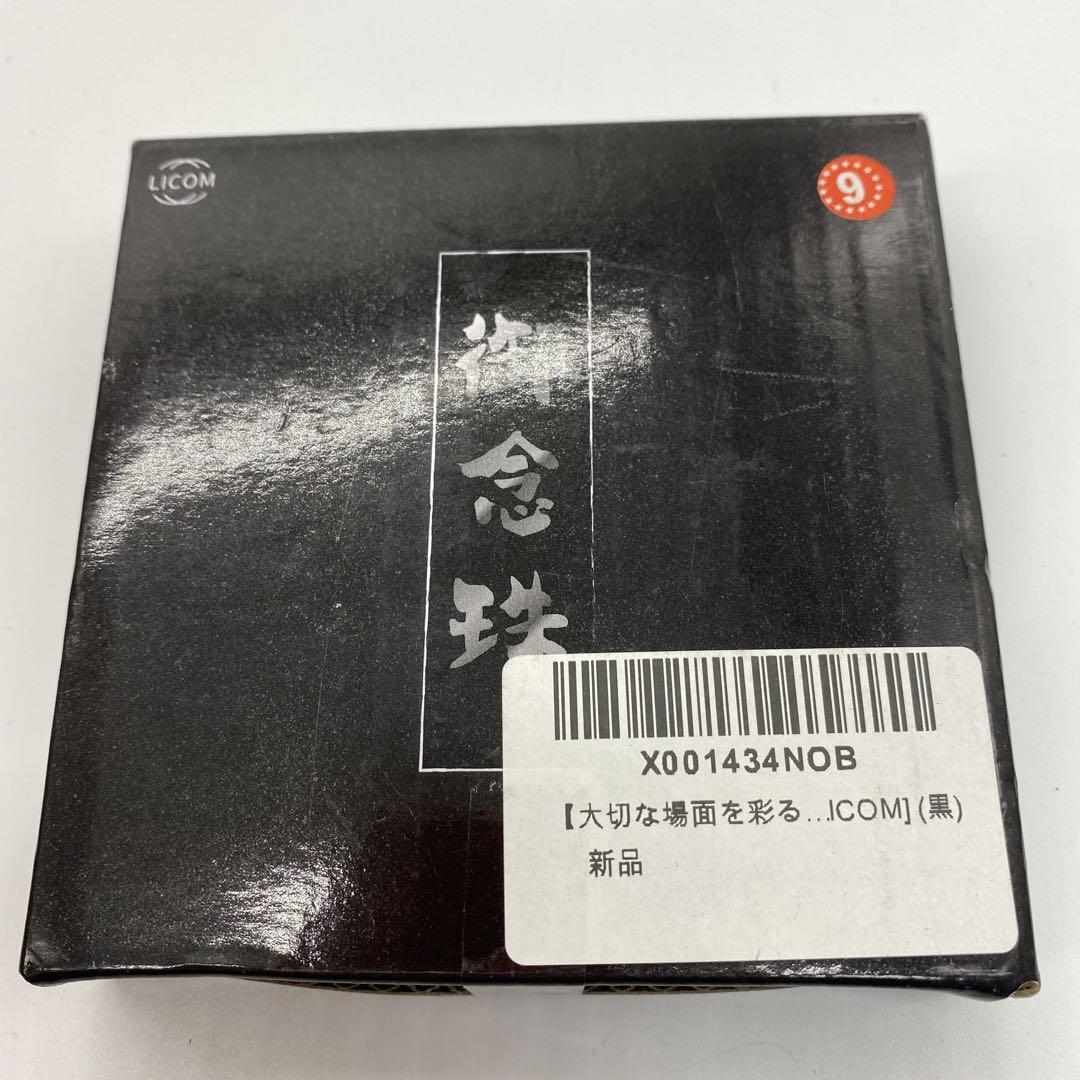 LICOM
9
御念珠
X001434NOB
【大切な場面を彩る...ICOM] (黒)
新品